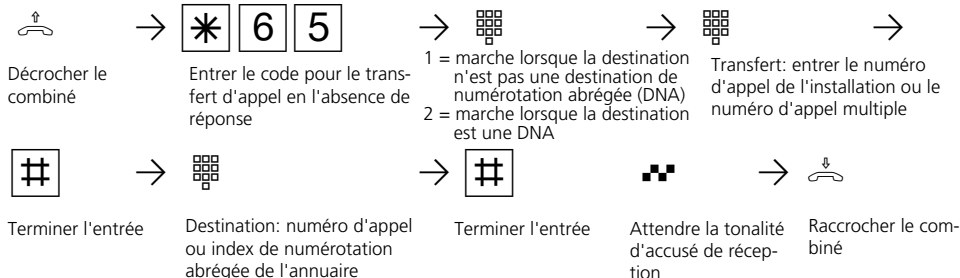 * 6 5
Décrocher le
combiné
Entrer le code pour le trans-
fert d'appel en l'absence de
réponse
1 = marche lorsque la destination
n'est pas une destination de
numérotation abrégée (DNA)
2 = marche lorsque la destination
est une DNA
Transfert: entrer le numéro
d'appel de l'installation ou le
numéro d'appel multiple
#
#
Terminer l'entrée
Destination: numéro d'appel
ou index de numérotation
abrégée de l'annuaire
Terminer l'entrée
Attendre la tonalité
d'accusé de récep-
tion
Raccrocher le com-
biné